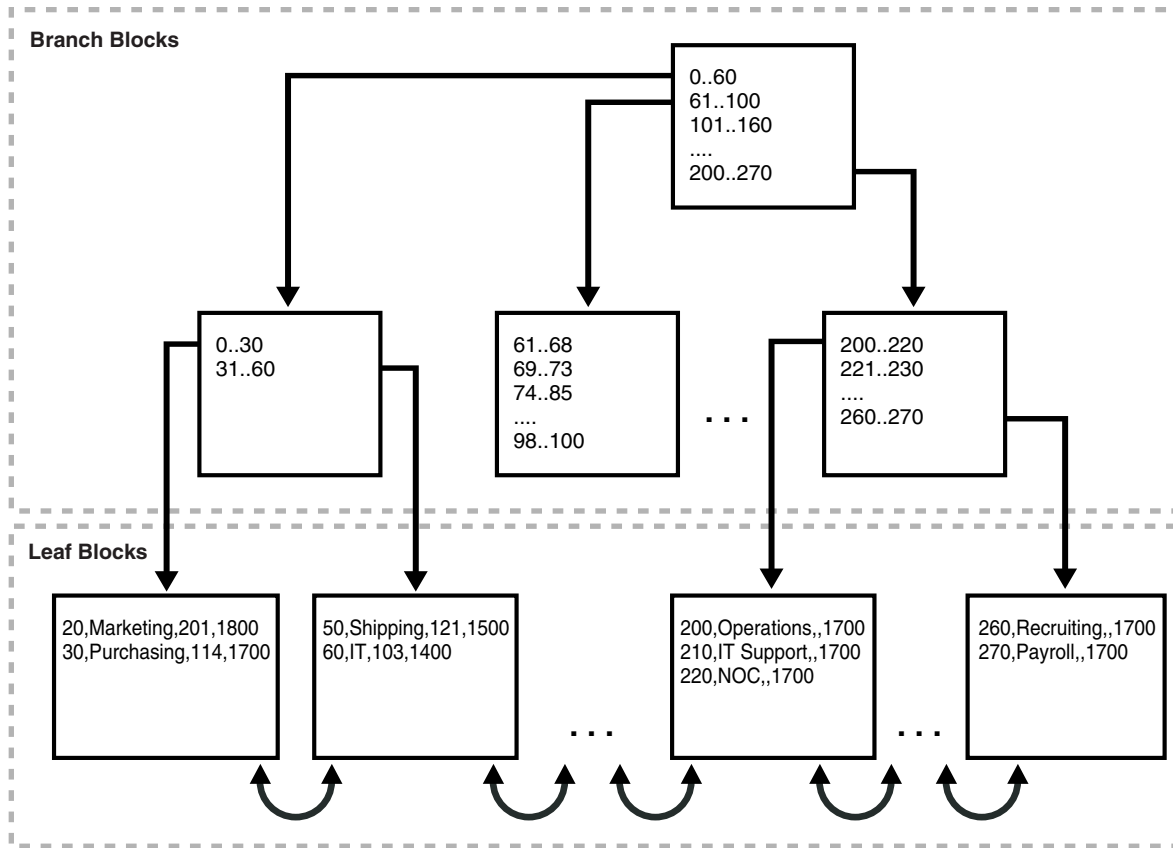 Branch Blocks
0..60
61..100
101..160
....
200..270
0..30
31..60
61..68
69..73
74..85
....
98..100
. . .
200..220
221..230
....
260..270
Leaf Blocks
20,Marketing,201,1800
30,Purchasing,114,1700
50,Shipping,121,1500
60,IT,103,1400
. . .
200,Operations,,1700
210,IT Support,,1700
220,NOC,,1700
. . .
260,Recruiting,,1700
270,Payroll,,1700